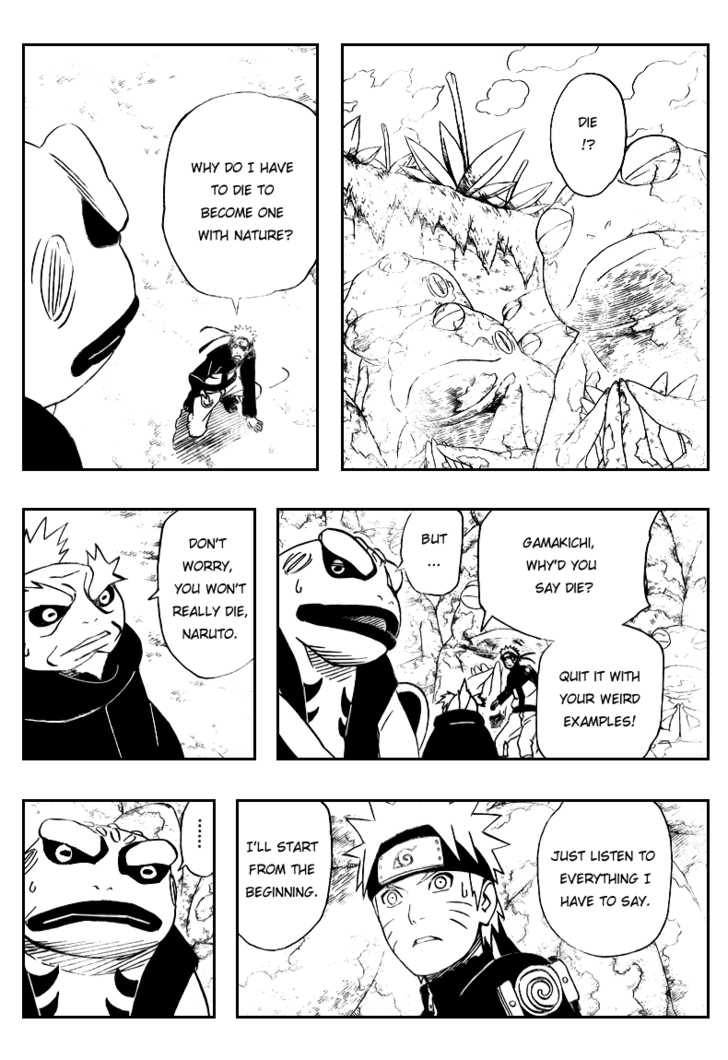 DIE
!?
WHY DO I HAVE
TO DIE TO
BECOME ONE
WITH NATURE?
GAMAKICHI,
WHY'D YOU
SAY DIE?
QUIT IT WITH
YOUR WEIRD
EXAMPLES!
BUT
...
DON'T
WORRY,
YOU WON'T
REALLY DIE,
NARUTO.
JUST LISTEN TO
EVERYTHING I
HAVE TO SAY.
I'LL START
FROM THE
BEGINNING.
......